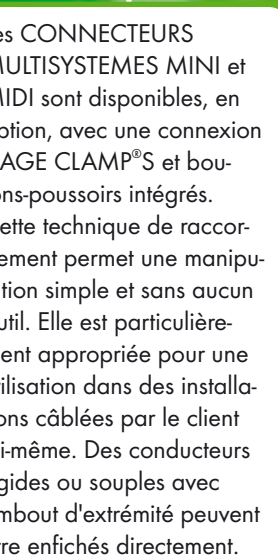 es CONNECTEURS
MULTISYSTEMES MINI et
MIDI sont disponibles, en
ption, avec une connexion
AGE CLAMP®S et bou-
ons-poussoirs intégrés.
ette technique de raccor-
ement permet une manipu-
ation simple et sans aucun
util. Elle est particulière-
ent appropriée pour une
tilisation dans des installa-
ons câblées par le client
i-même. Des conducteurs
gides ou souples avec
mbout d'extrémité peuvent
tre enfichés directement.